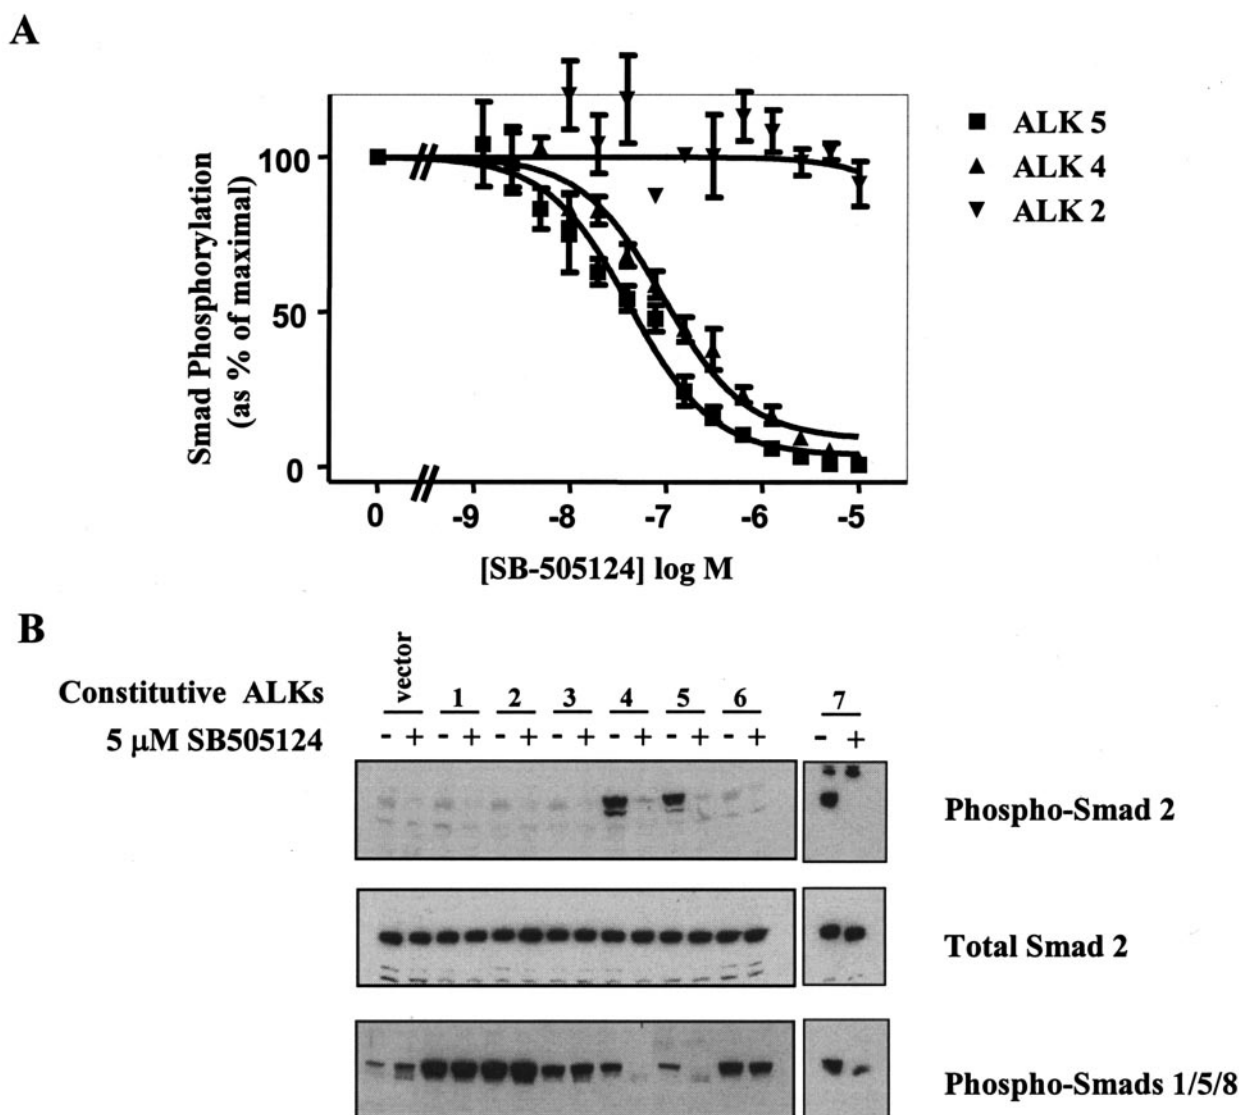 A
Smad Phosphorylation
(as % of maximal)
100
50
0
0 -9 -8 -7 -6 -5
[SB-505124] log M
ALK 5
ALK 4
ALK 2
B
Constitutive ALKs vector 1 2 3 4 5 6 7
5 μM SB505124 - + - + - + - + - + - + - + - +
Phospho-Smad 2
Total Smad 2
Phospho-Smads 1/5/8